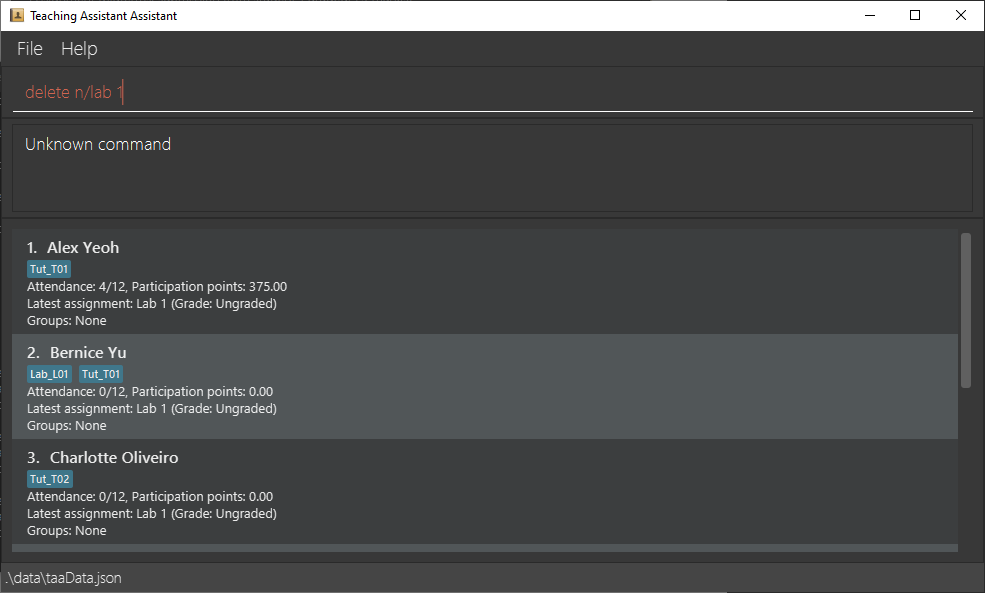 Teaching Assistant Assistant
File Help
delete n/lab 1
Unknown command
1. Alex Yeoh
Tut_T01
Attendance: 4/12, Participation points: 375.00
Latest assignment: Lab 1 (Grade: Ungraded)
Groups: None
2. Bernice Yu
Lab_L01 Tut_T01
Attendance: 0/12, Participation points: 0.00
Latest assignment: Lab 1 (Grade: Ungraded)
Groups: None
3. Charlotte Oliveiro
Tut_T02
Attendance: 0/12, Participation points: 0.00
Latest assignment: Lab 1 (Grade: Ungraded)
Groups: None
.\data\taaData.json